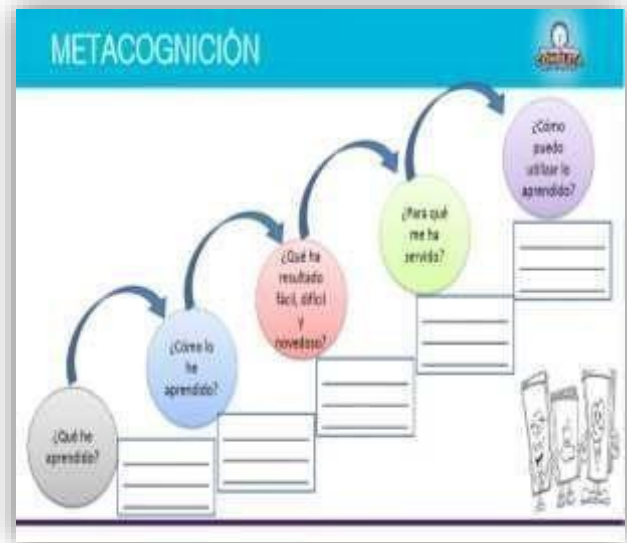 METACOGNICIÓN
¿Cómo
puedo
utilizar lo
aprendido?
¿Para qué
me ha
servido?
¿Qué ha
resultado
fácil, difícil
y
novedoso?
¿Cómo lo
he
aprendido?
¿Qué he
aprendido?